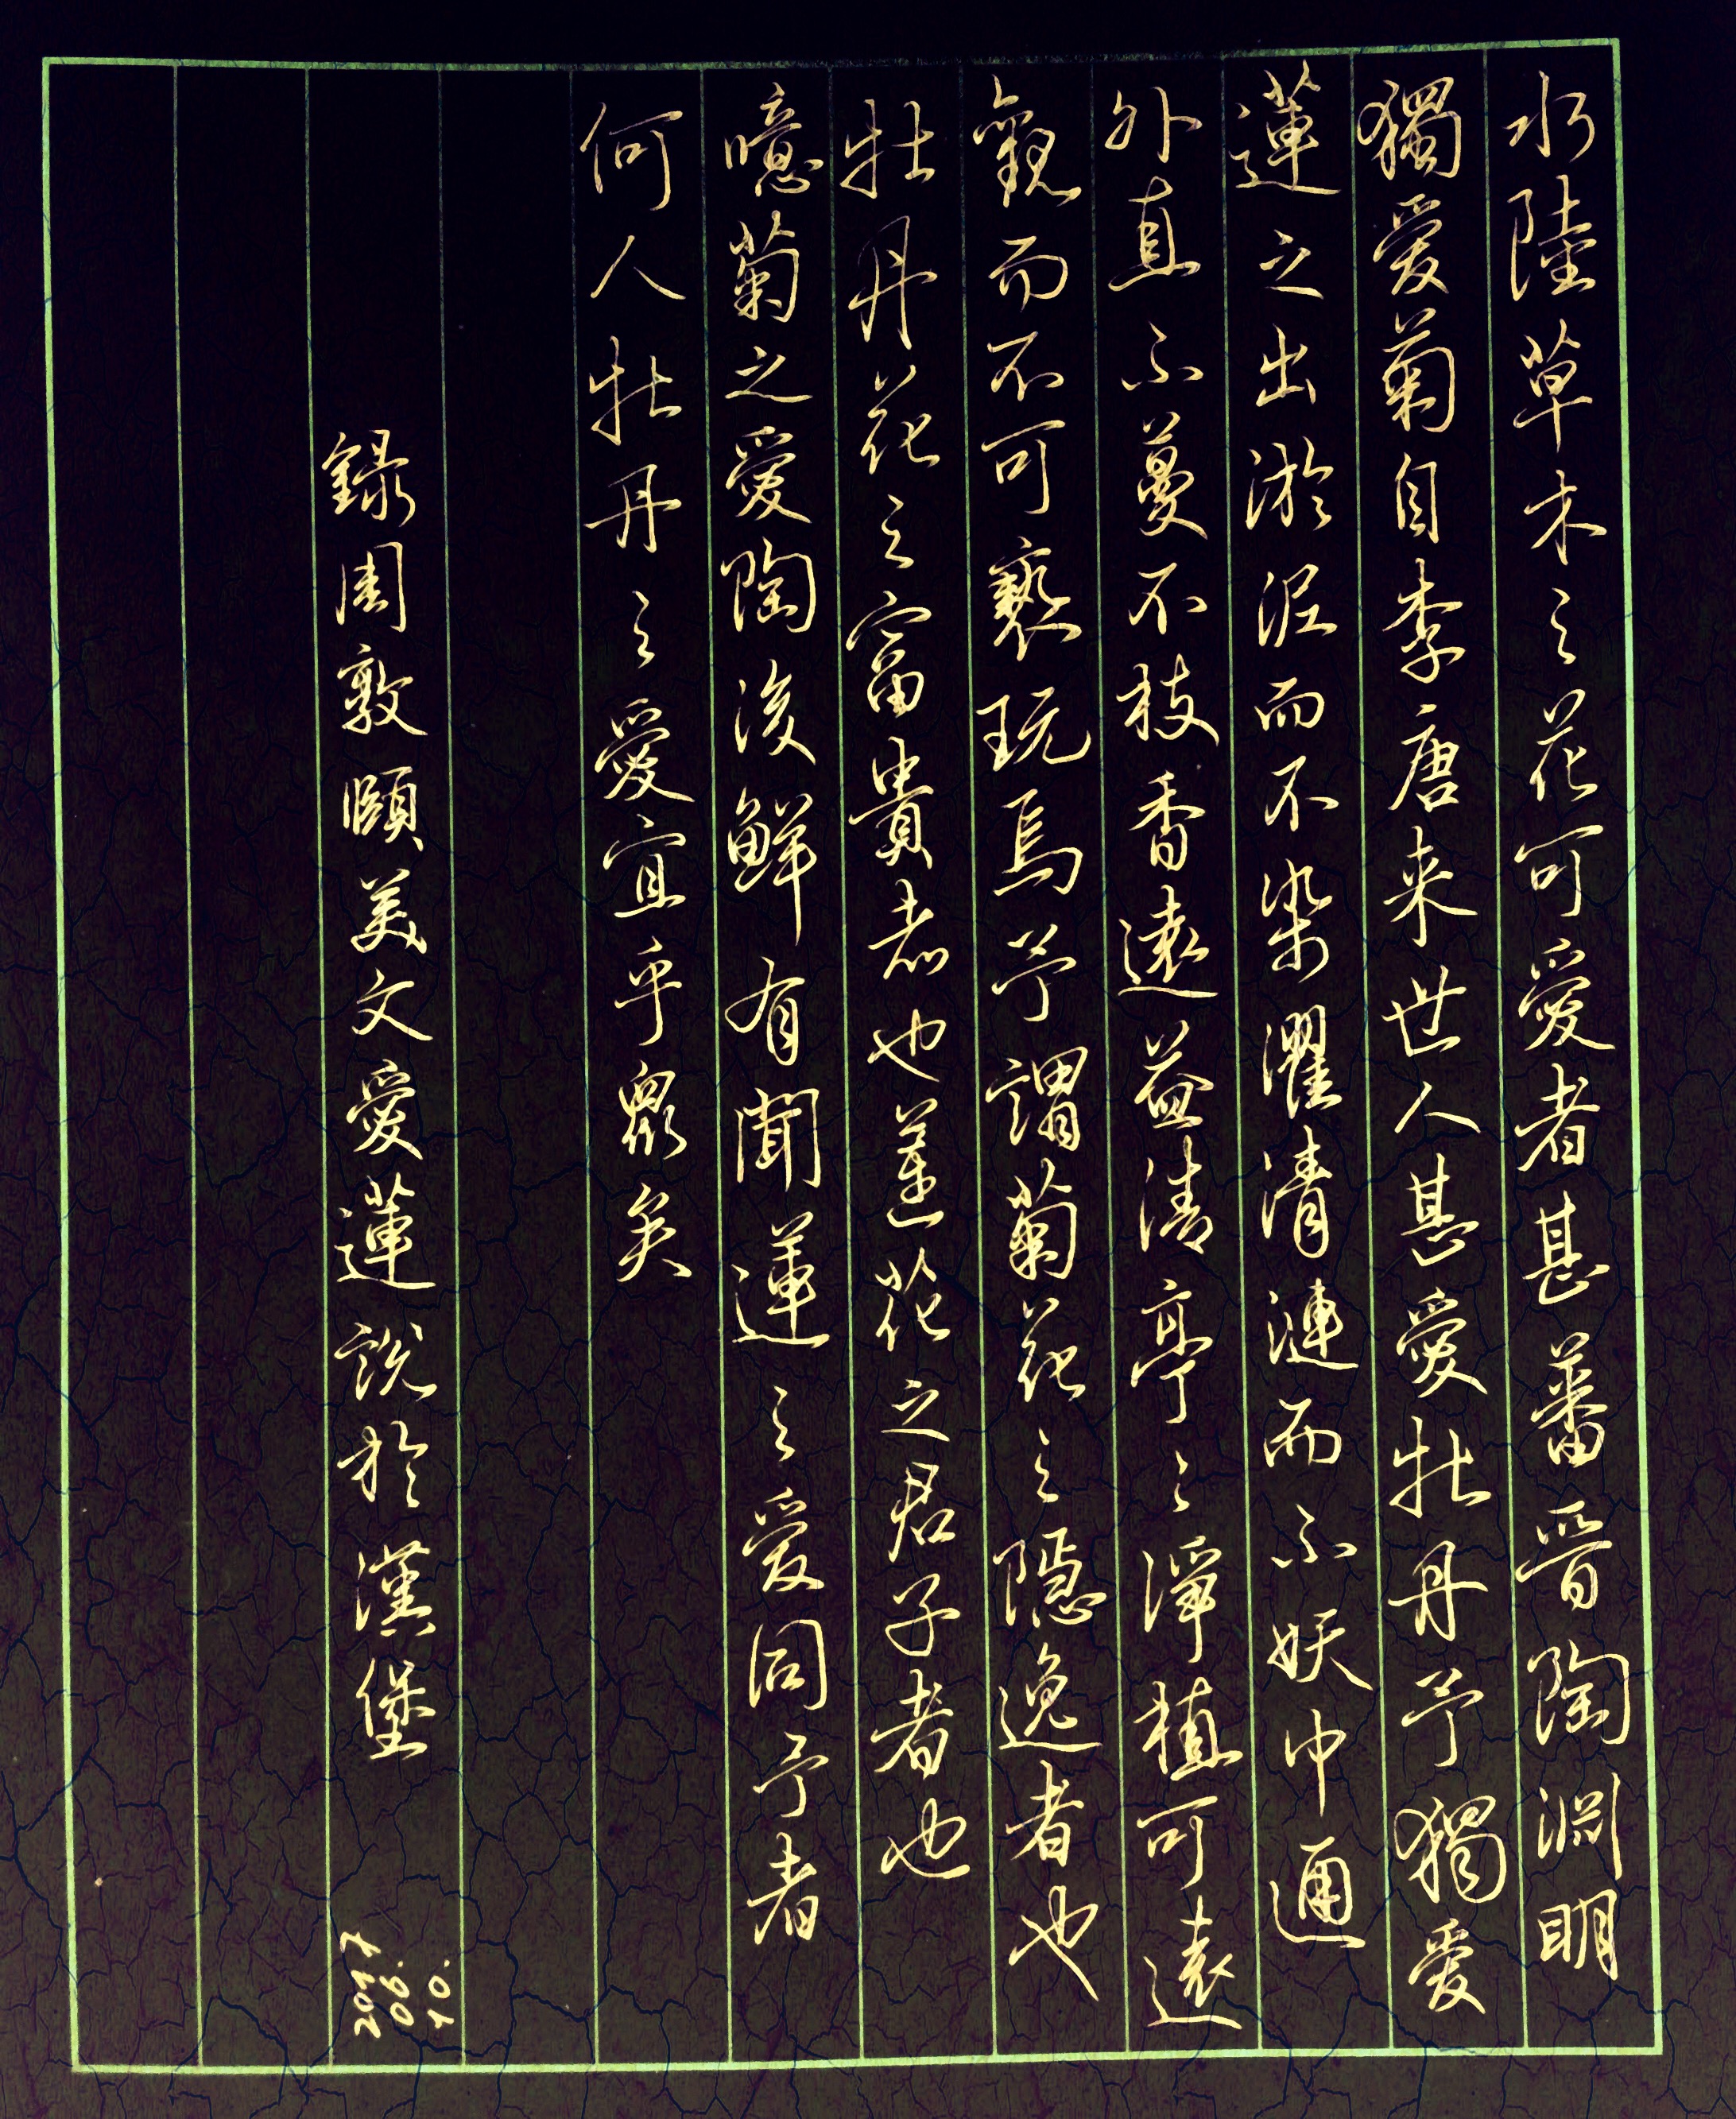 水陸草木之花可愛者甚蕃晉陶淵明
獨愛菊自李唐来世人甚愛牡丹予獨愛
蓮之出淤泥而不染濯清漣而不妖中通
外直不蔓不枝香遠益清亭〻淨植可遠
觀而不可褻玩焉予謂菊花之隱逸者也
牡丹花之富貴者也蓮花之君子者也
噫菊之愛陶後鮮有聞蓮之愛同予者
何人牡丹之愛宜乎眾矣
錄周敦頤美文愛蓮說於漢堡